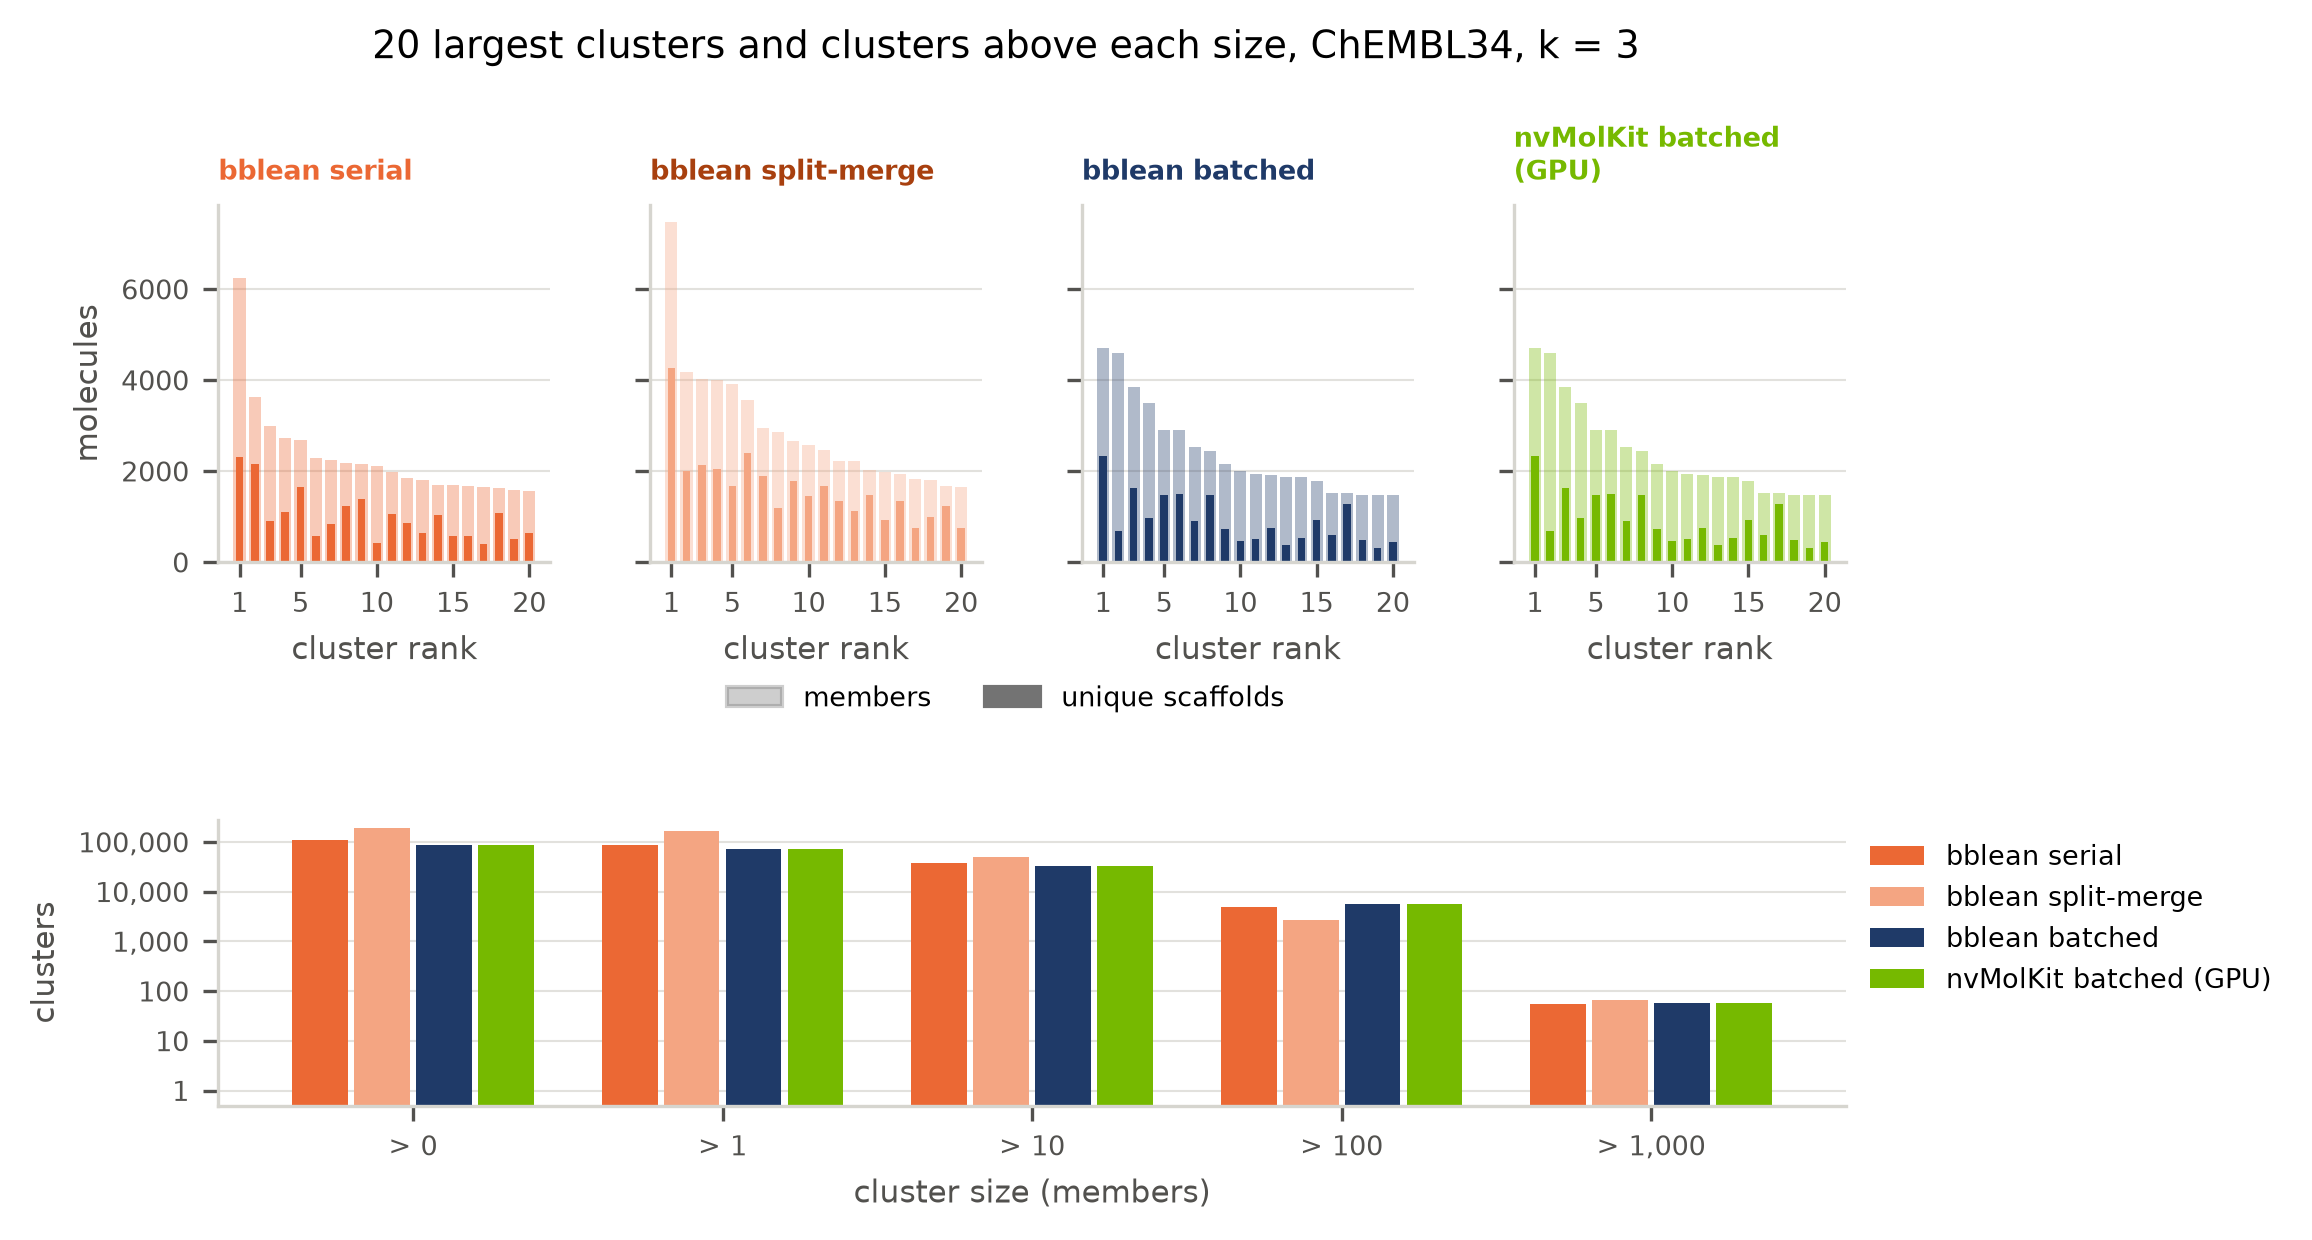 20 largest clusters and clusters above each size, ChEMBL34, k = 3
bblean serial
bblean split-merge
bblean batched
nvMolKit batched
(GPU)
molecules
6000
4000
2000
0
1 5 10 15 20
1 5 10 15 20
1 5 10 15 20
1 5 10 15 20
cluster rank
cluster rank
cluster rank
cluster rank
members
unique scaffolds
clusters
100,000
10,000
1,000
100
10
1
> 0
> 1
> 10
> 100
> 1,000
cluster size (members)
bblean serial
bblean split-merge
bblean batched
nvMolKit batched (GPU)